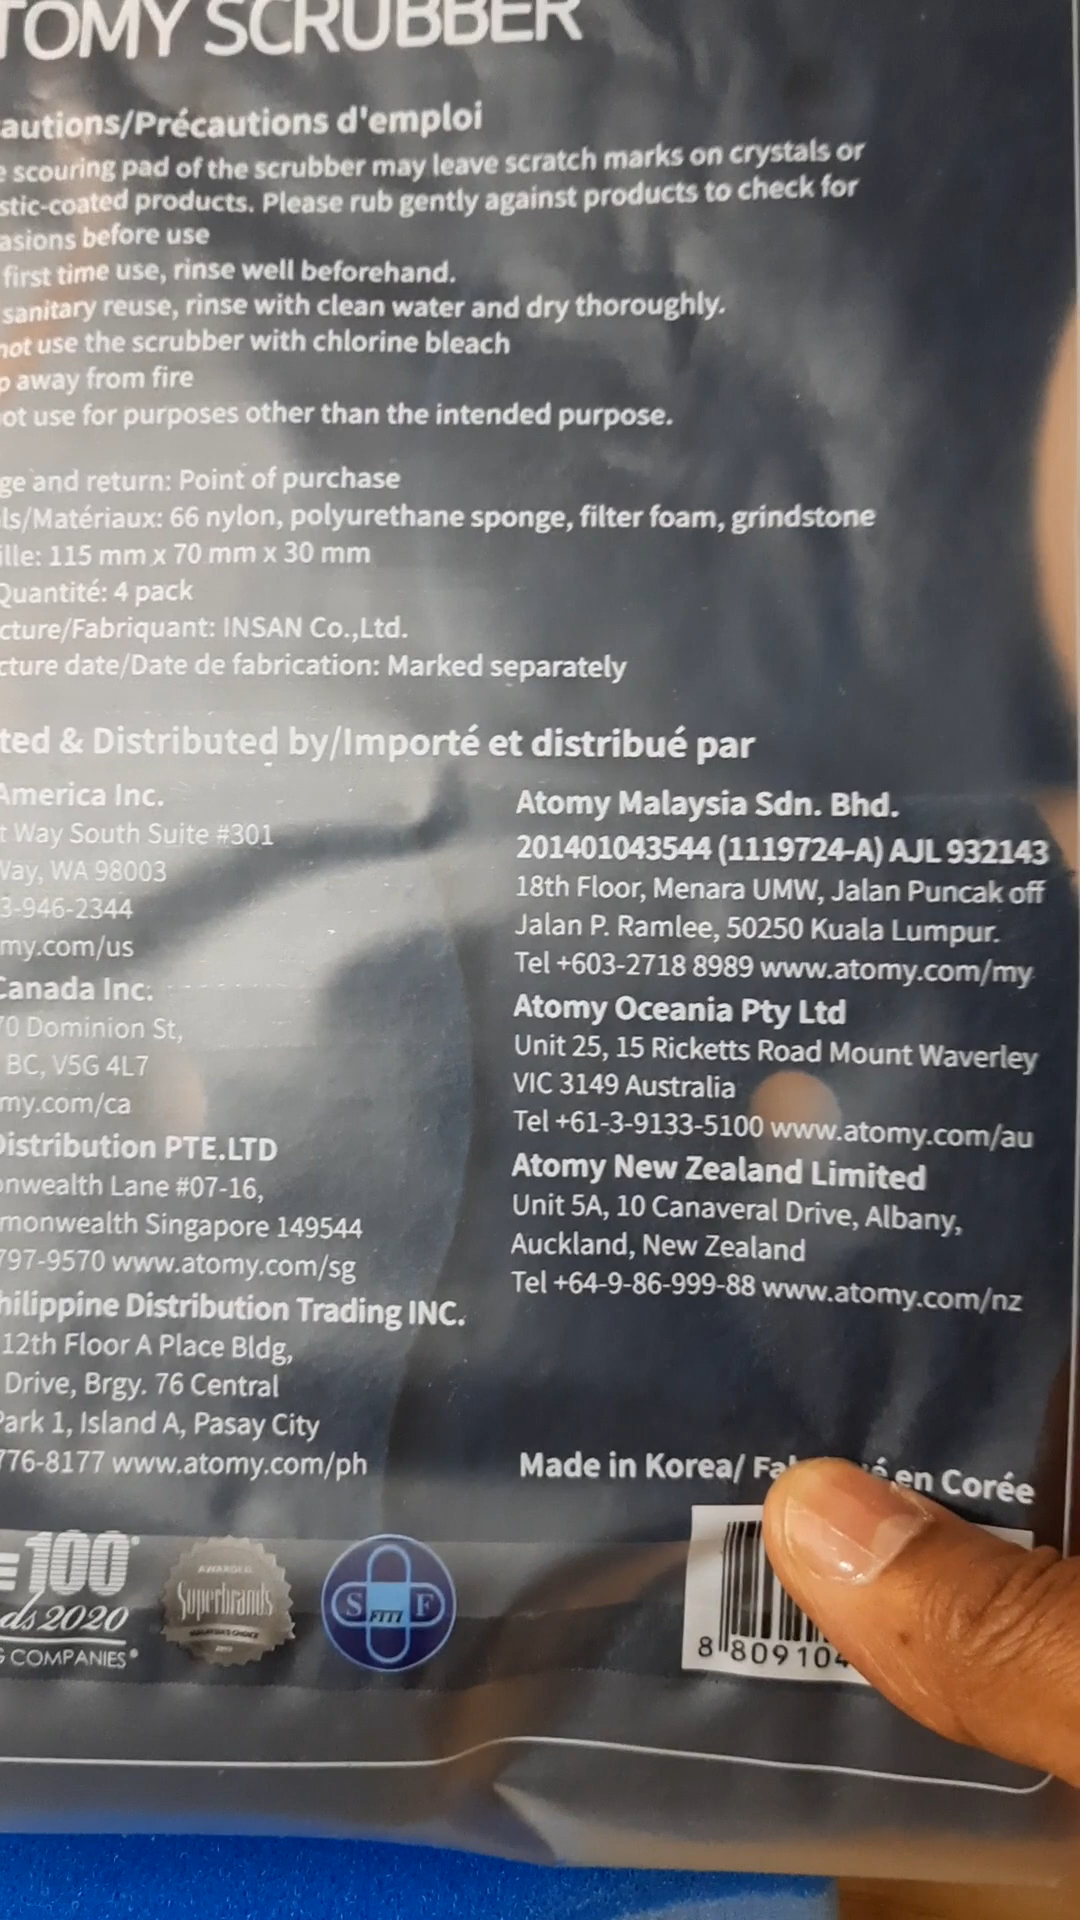 TOMY SCRUBBER
autions/Précautions d'emploi
e scouring pad of the scrubber may leave scratch marks on crystals or
stic-coated products. Please rub gently against products to check for
asions before use
first time use, rinse well beforehand.
sanitary reuse, rinse with clean water and dry thoroughly.
not use the scrubber with chlorine bleach
p away from fire
ot use for purposes other than the intended purpose.
ge and return: Point of purchase
ls/Matériaux: 66 nylon, polyurethane sponge, filter foam, grindstone
ille: 115 mm x 70 mm x 30 mm
Quantité: 4 pack
cture/Fabriquant: INSAN Co.,Ltd.
cture date/Date de fabrication: Marked separately
ted & Distributed by/Importé et distribué par
America Inc.
t Way South Suite #301
Way, WA 98003
3-946-2344
my.com/us
Canada Inc.
70 Dominion St,
BC, V5G 4L7
my.com/ca
Distribution PTE.LTD
onwealth Lane #07-16,
monwealth Singapore 149544
797-9570 www.atomy.com/sg
hilippine Distribution Trading INC.
12th Floor A Place Bldg,
Drive, Brgy. 76 Central
Park 1, Island A, Pasay City
776-8177 www.atomy.com/ph
Atomy Malaysia Sdn. Bhd.
201401043544 (1119724-A) AJL 932143
18th Floor, Menara UMW, Jalan Puncak off
Jalan P. Ramlee, 50250 Kuala Lumpur.
Tel +603-2718 8989 www.atomy.com/my
Atomy Oceania Pty Ltd
Unit 25, 15 Ricketts Road Mount Waverley
VIC 3149 Australia
Tel +61-3-9133-5100 www.atomy.com/au
Atomy New Zealand Limited
Unit 5A, 10 Canaveral Drive, Albany,
Auckland, New Zealand
Tel +64-9-86-999-88 www.atomy.com/nz
Made in Korea/ en Corée
100
ds 2020
G COMPANIES®
AWARDED
Superbrands
S FITI F
8 809104